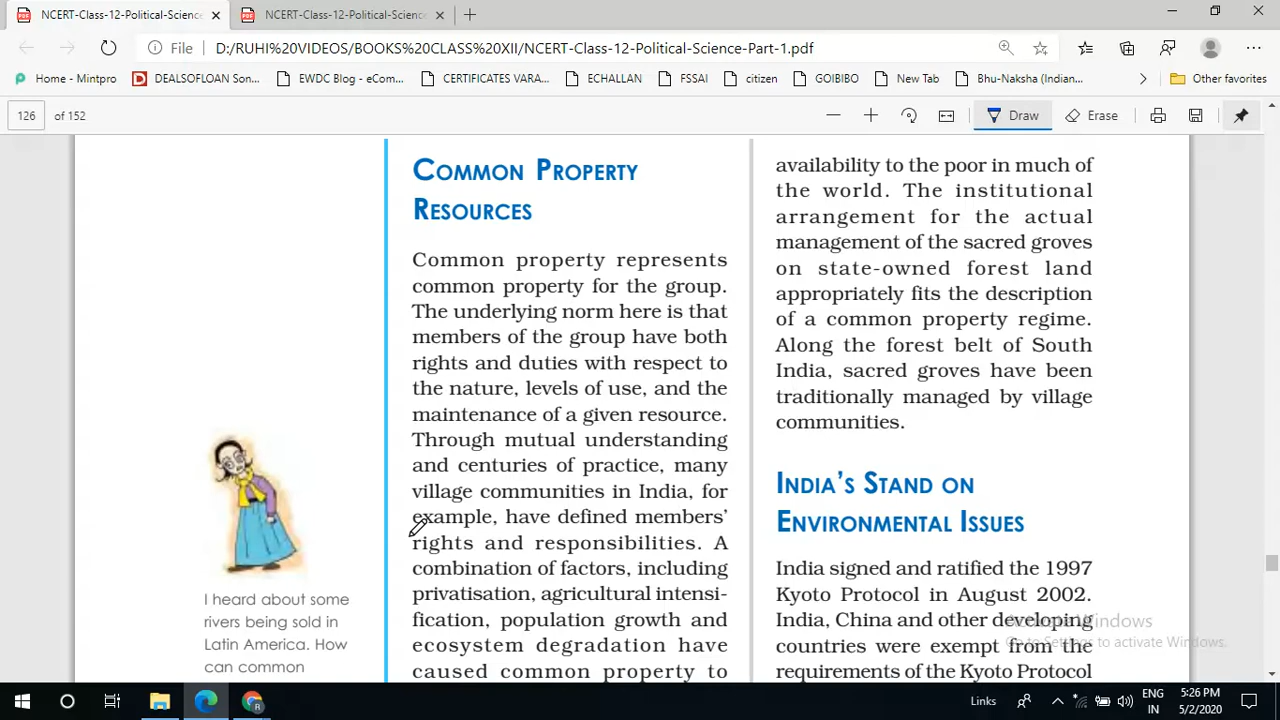 NCERT-Class-12-Political-Science
NCERT-Class-12-Political-Science
File
D:/RUHI%20VIDEOS/BOOKS%20CLASS%20XII/NCERT-Class-12-Political-Science-Part-1.pdf
Home - Mintpro
DEALSOFLOAN Son...
EWDC Blog - eCom...
CERTIFICATES VARA...
ECHALLAN
FSSAI
citizen
GOIBIBO
New Tab
Bhu-Naksha (Indian...
Other favorites
126 of 152
Draw
Erase
COMMON PROPERTY
RESOURCES
Common property represents
common property for the group.
The underlying norm here is that
members of the group have both
rights and duties with respect to
the nature, levels of use, and the
maintenance of a given resource.
Through mutual understanding
and centuries of practice, many
village communities in India, for
example, have defined members’
rights and responsibilities. A
combination of factors, including
privatisation, agricultural intensi-
fication, population growth and
ecosystem degradation have
caused common property to
I heard about some
rivers being sold in
Latin America. How
can common
availability to the poor in much of
the world. The institutional
arrangement for the actual
management of the sacred groves
on state-owned forest land
appropriately fits the description
of a common property regime.
Along the forest belt of South
India, sacred groves have been
traditionally managed by village
communities.
INDIA’S STAND ON
ENVIRONMENTAL ISSUES
India signed and ratified the 1997
Kyoto Protocol in August 2002.
India, China and other developing
countries were exempt from the
requirements of the Kyoto Protocol
Activate Windows
Go to Settings to activate Windows.
Links
ENG
IN
5:26 PM
5/2/2020